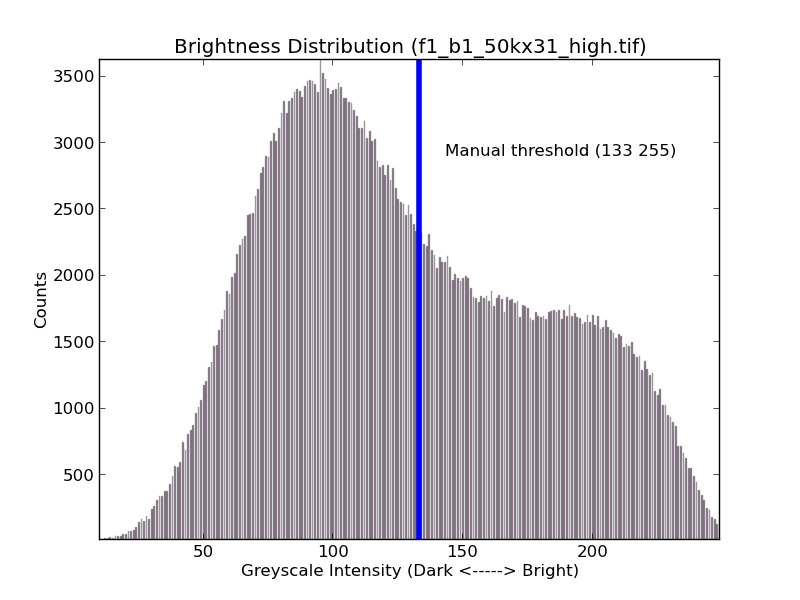 Brightness Distribution (f1_b1_50kx31_high.tif)
3500
3000
2500
2000
1500
1000
500
Counts
Manual threshold (133 255)
50 100 150 200
Greyscale Intensity (Dark <-----> Bright)